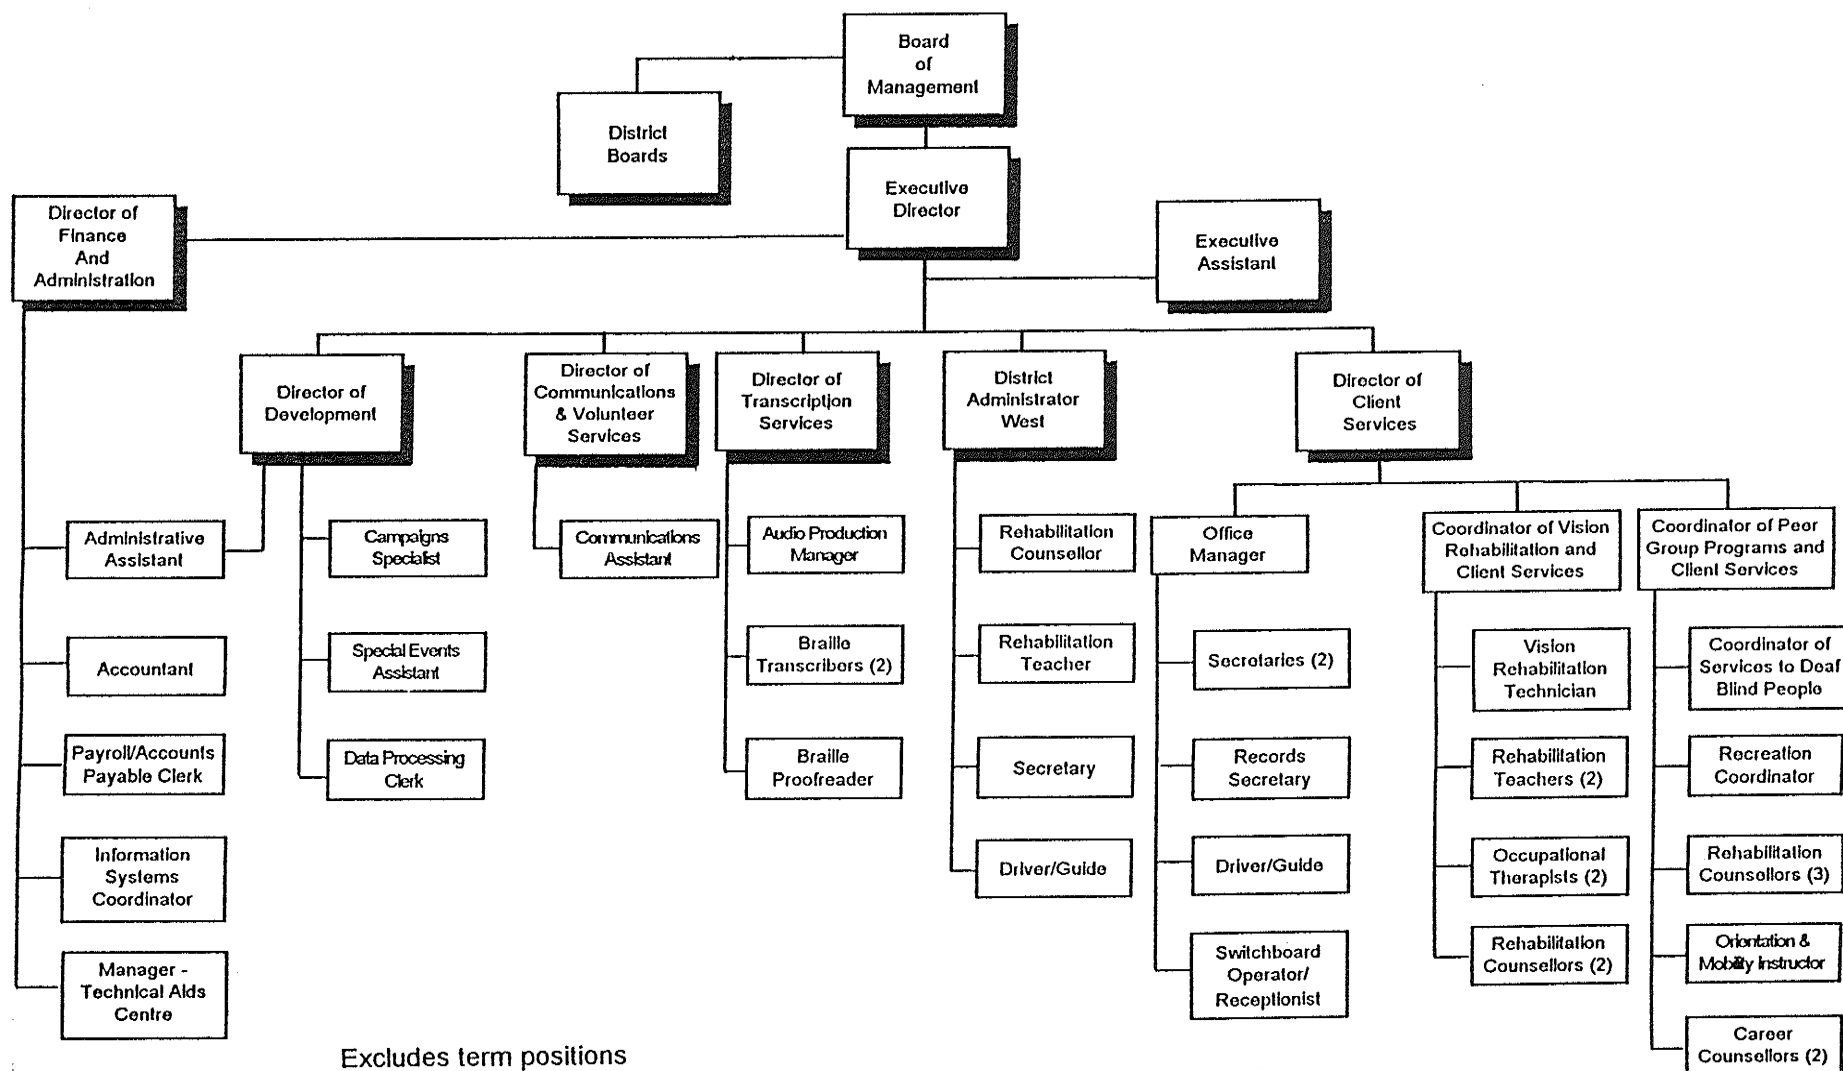 Board
of
Management
District
Boards
Executive
Director
Director of
Finance
And
Administration
Executive
Assistant
Director of
Development
Director of
Communications
& Volunteer
Services
Director of
Transcription
Services
District
Administrator
West
Director of
Client
Services
Administrative
Assistant
Accountant
Payroll/Accounts
Payable Clerk
Information
Systems
Coordinator
Manager -
Technical Aids
Centre
Campaigns
Specialist
Special Events
Assistant
Data Processing
Clerk
Communications
Assistant
Audio Production
Manager
Braille
Transcribers (2)
Braille
Proofreader
Rehabilitation
Counsellor
Rehabilitation
Teacher
Secretary
Driver/Guide
Office
Manager
Secretaries (2)
Records
Secretary
Driver/Guide
Switchboard
Operator/
Receptionist
Coordinator of Vision
Rehabilitation and
Client Services
Vision
Rehabilitation
Technician
Rehabilitation
Teachers (2)
Occupational
Therapists (2)
Rehabilitation
Counsellors (2)
Coordinator of Peer
Group Programs and
Client Services
Coordinator of
Services to Deaf
Blind People
Recreation
Coordinator
Rehabilitation
Counsellors (3)
Orientation &
Mobility Instructor
Career
Counsellors (2)
Excludes term positions